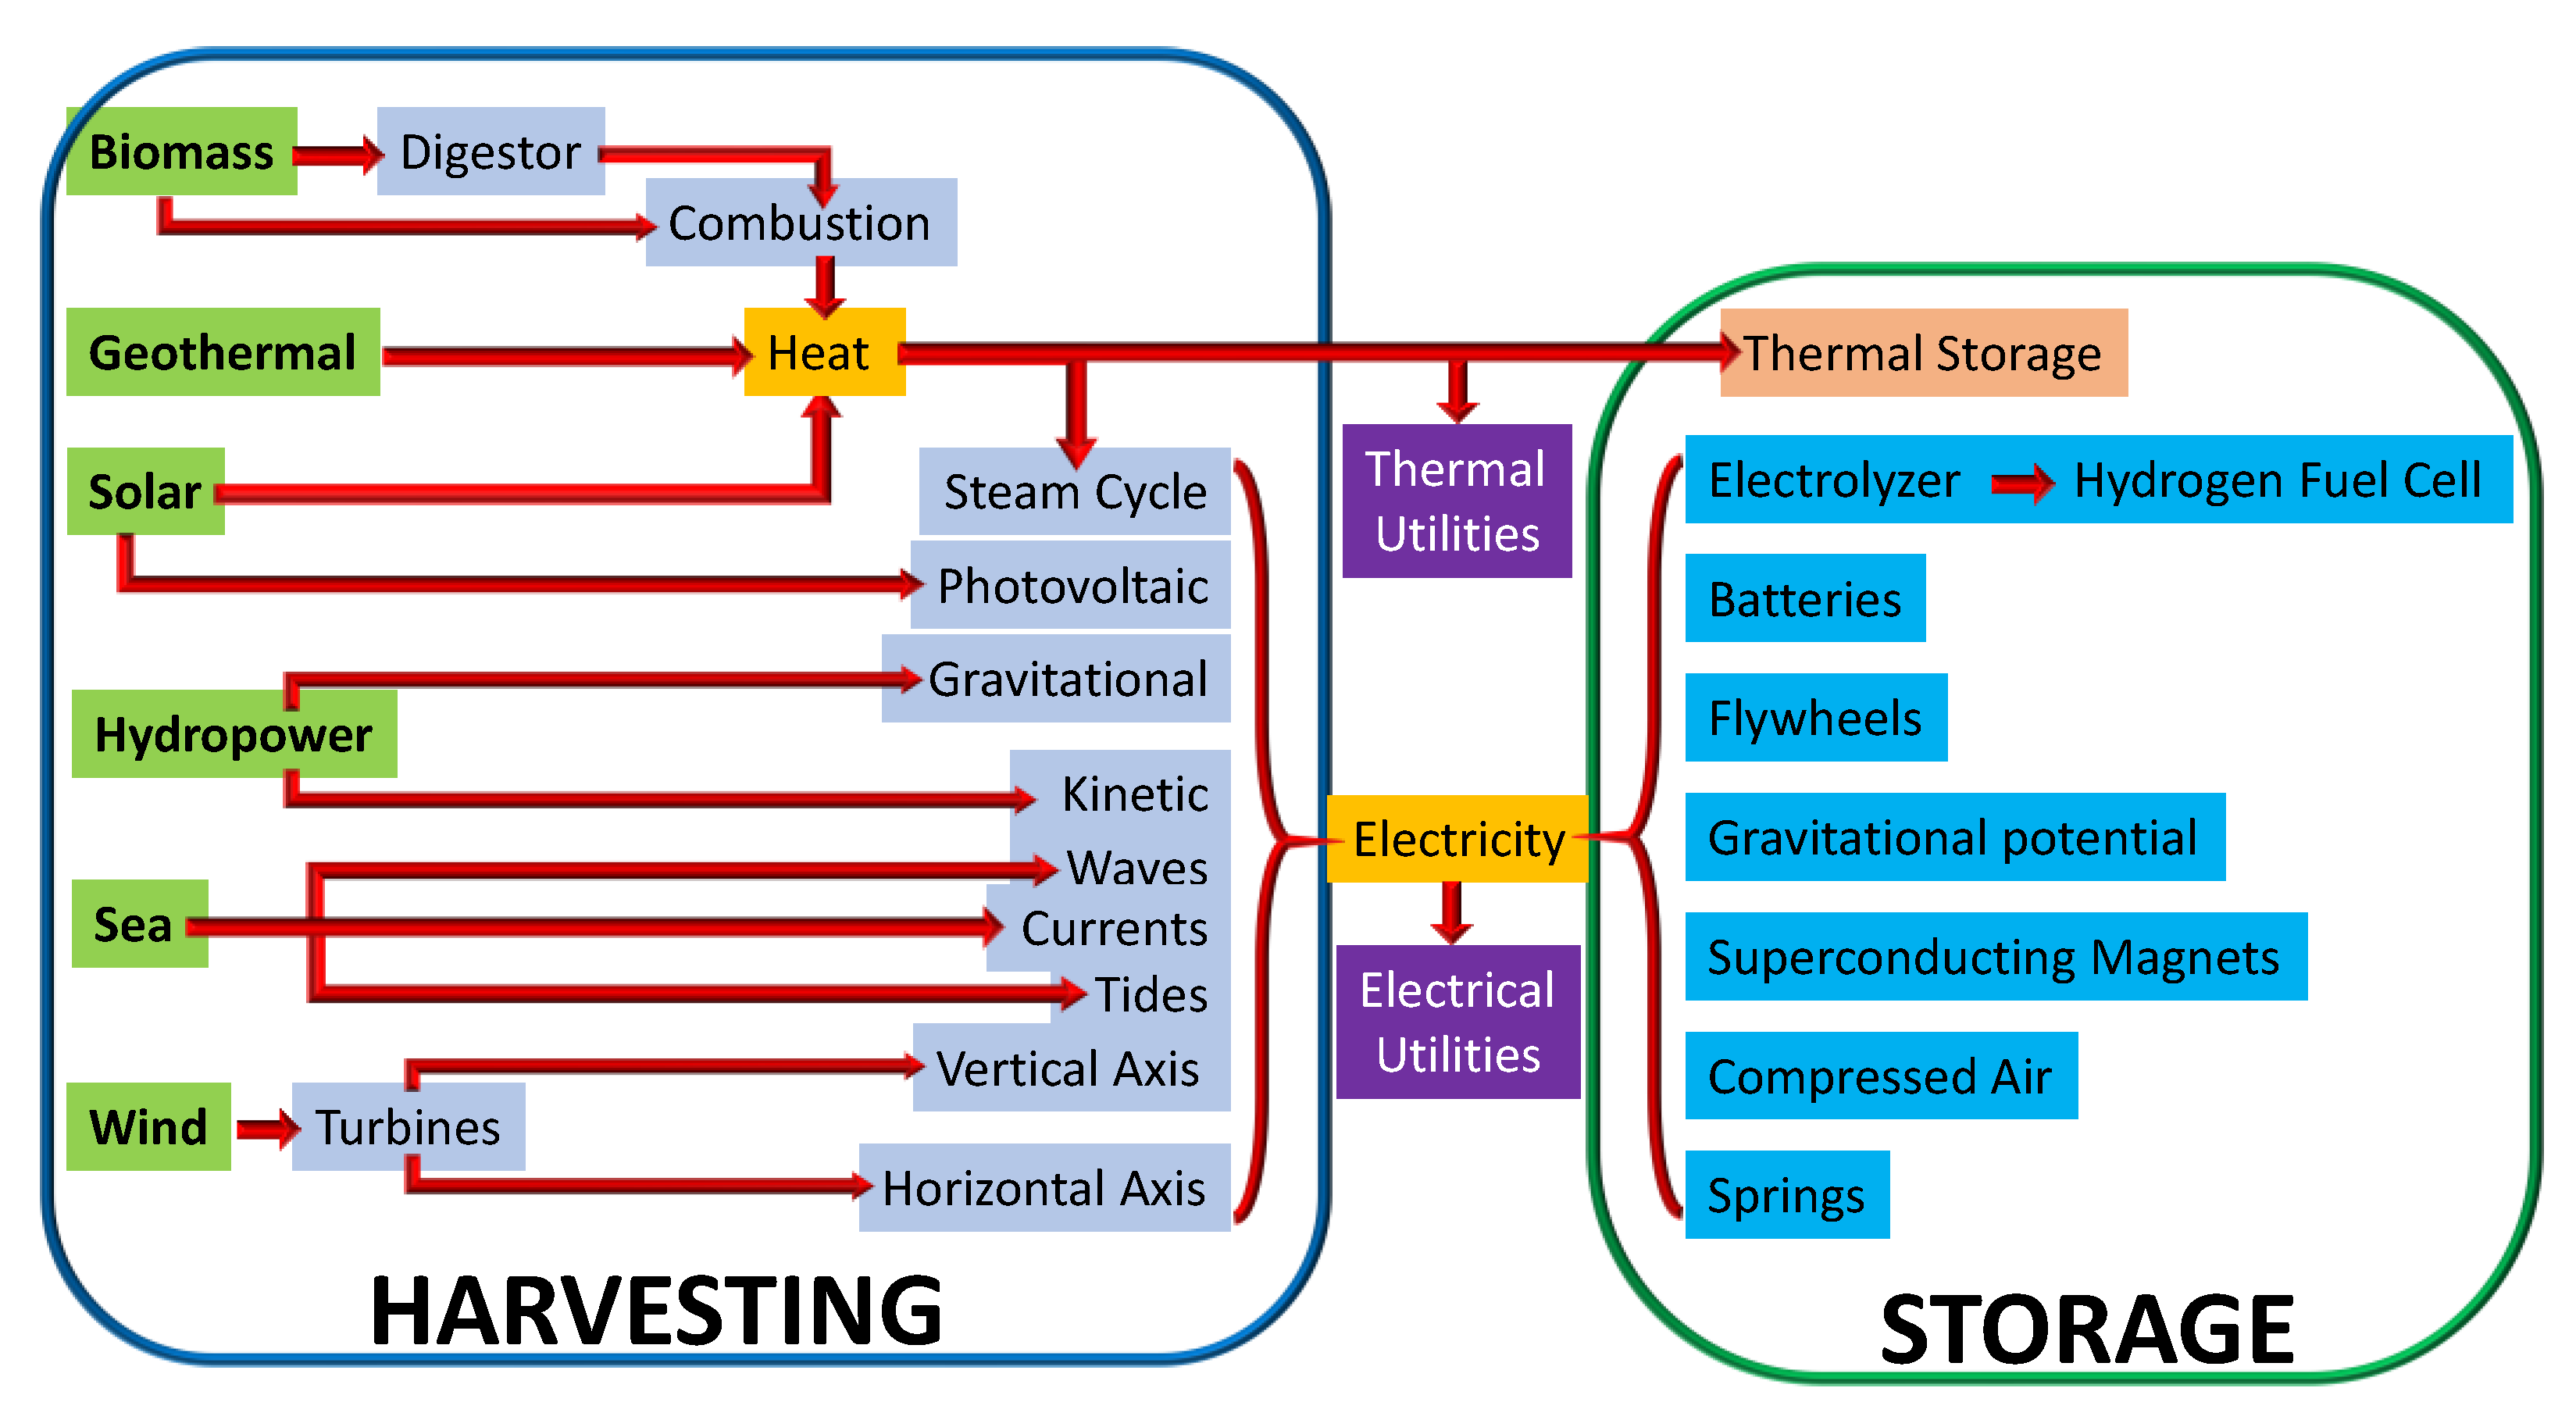 Biomass
Digestor
Combustion
Geothermal
Heat
Thermal Storage
Solar
Steam Cycle
Thermal
Utilities
Electrolyzer
Hydrogen Fuel Cell
Photovoltaic
Batteries
Gravitational
Hydropower
Flywheels
Kinetic
Electricity
Gravitational potential
Waves
Sea
Currents
Tides
Electrical
Utilities
Superconducting Magnets
Vertical Axis
Compressed Air
Wind
Turbines
Horizontal Axis
Springs
HARVESTING
STORAGE